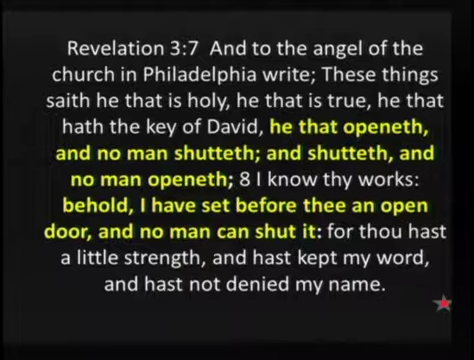 Revelation 3:7 And to the angel of the
church in Philadelphia write; These things
saith he that is holy, he that is true, he that
hath the key of David, he that openeth,
and no man shutteth; and shutteth, and
no man openeth; 8 I know thy works:
behold, I have set before thee an open
door, and no man can shut it: for thou hast
a little strength, and hast kept my word,
and hast not denied my name.